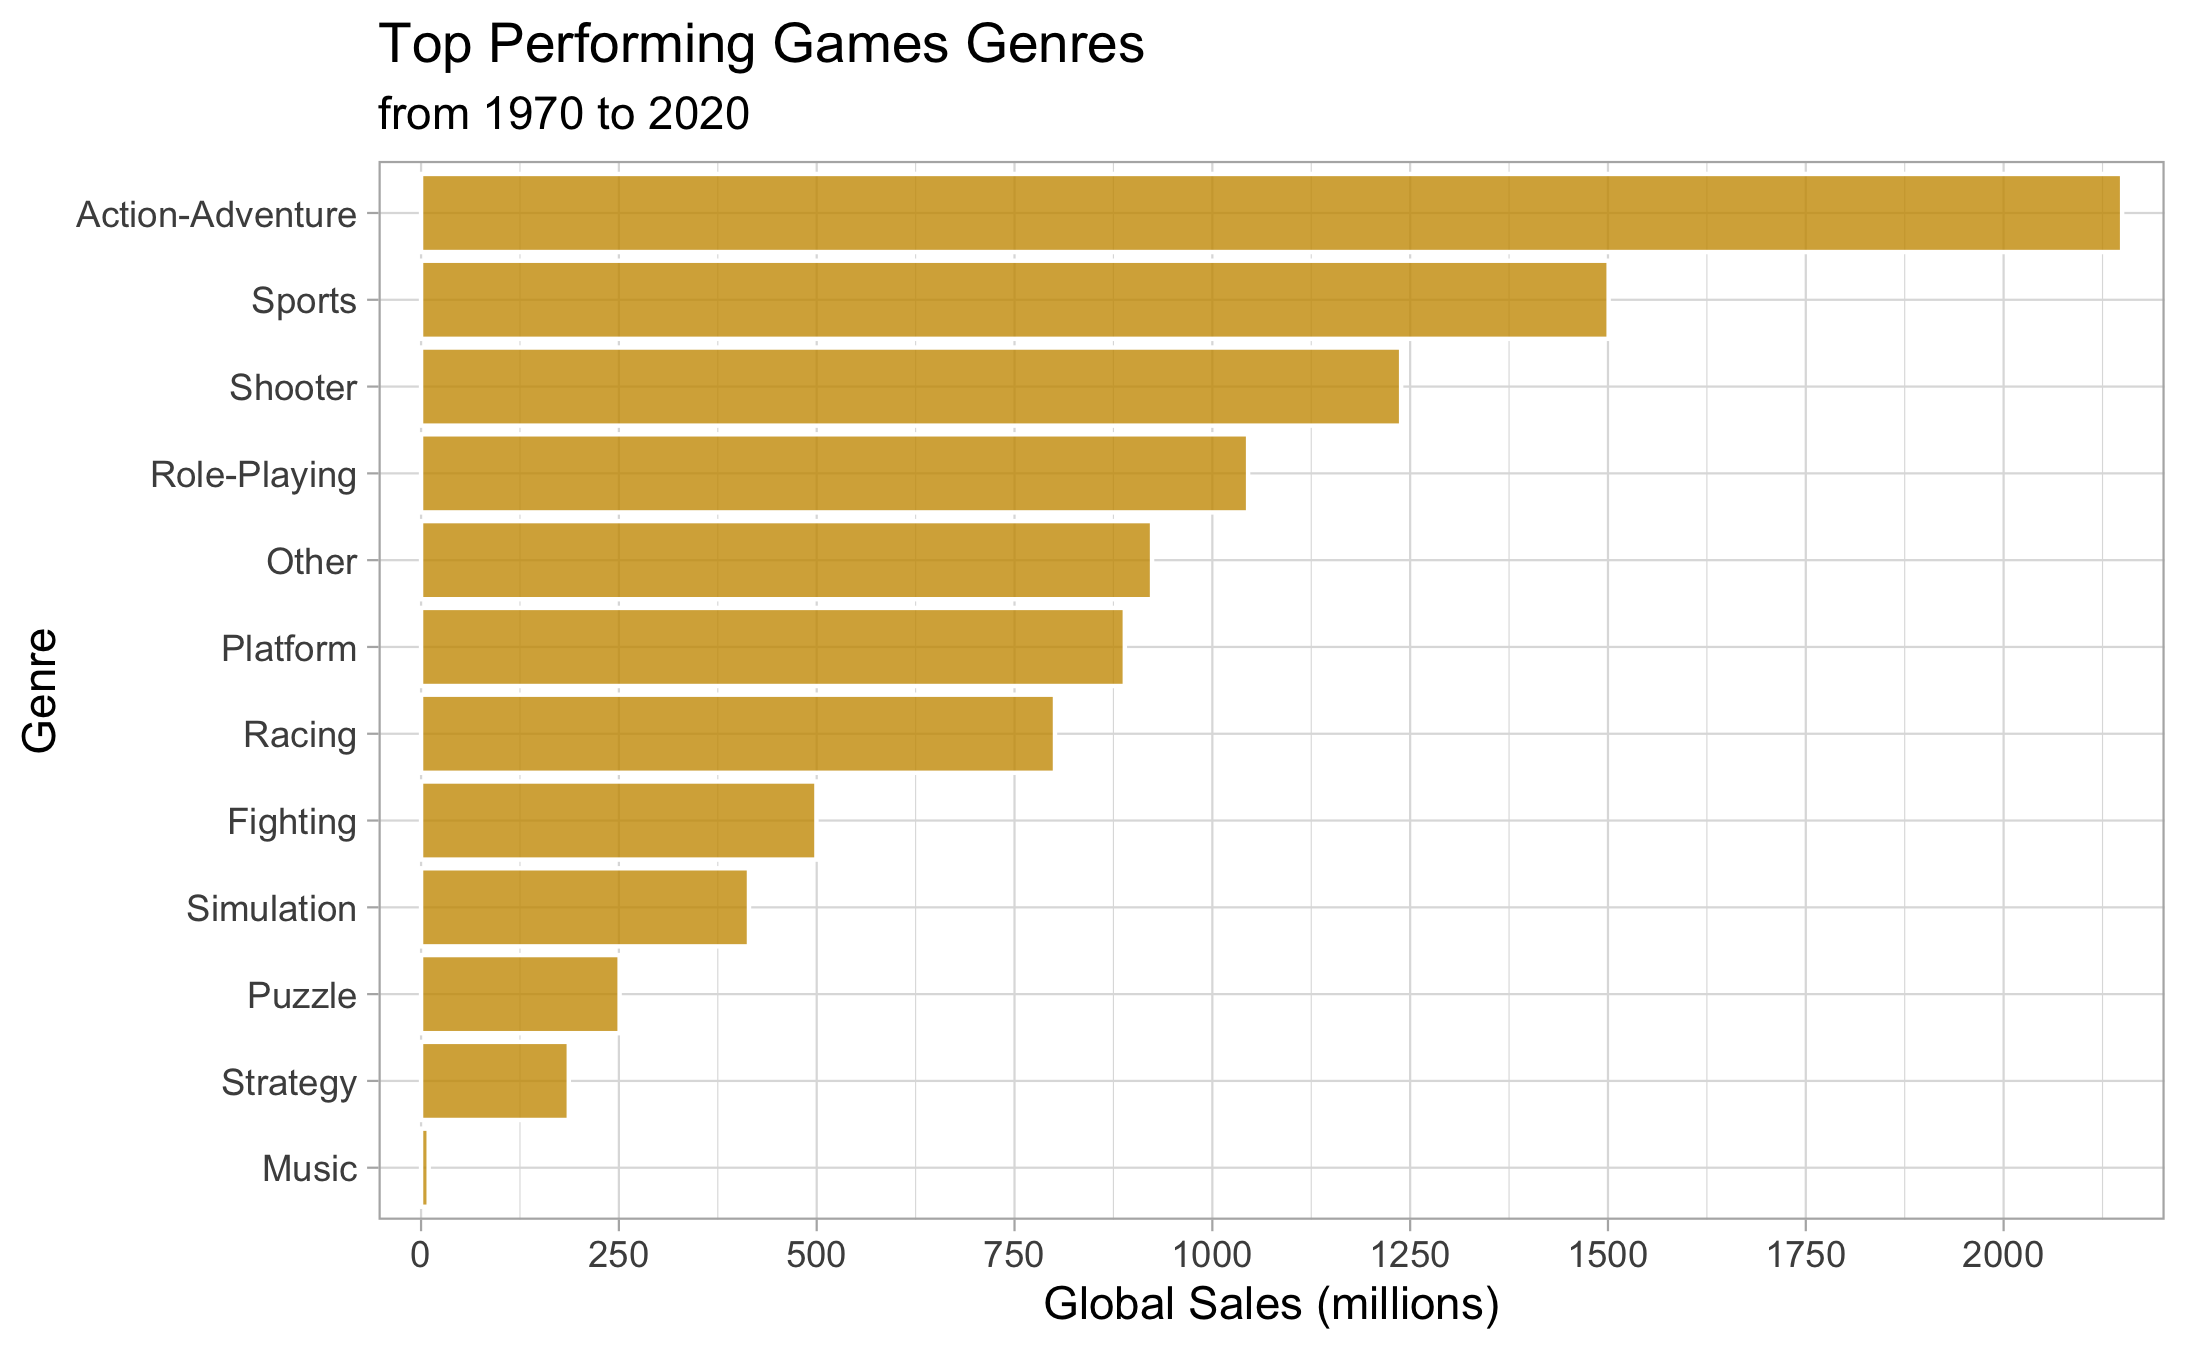 Top Performing Games Genres
from 1970 to 2020
Genre
Action-Adventure
Sports
Shooter
Role-Playing
Other
Platform
Racing
Fighting
Simulation
Puzzle
Strategy
Music
0 250 500 750 1000 1250 1500 1750 2000
Global Sales (millions)